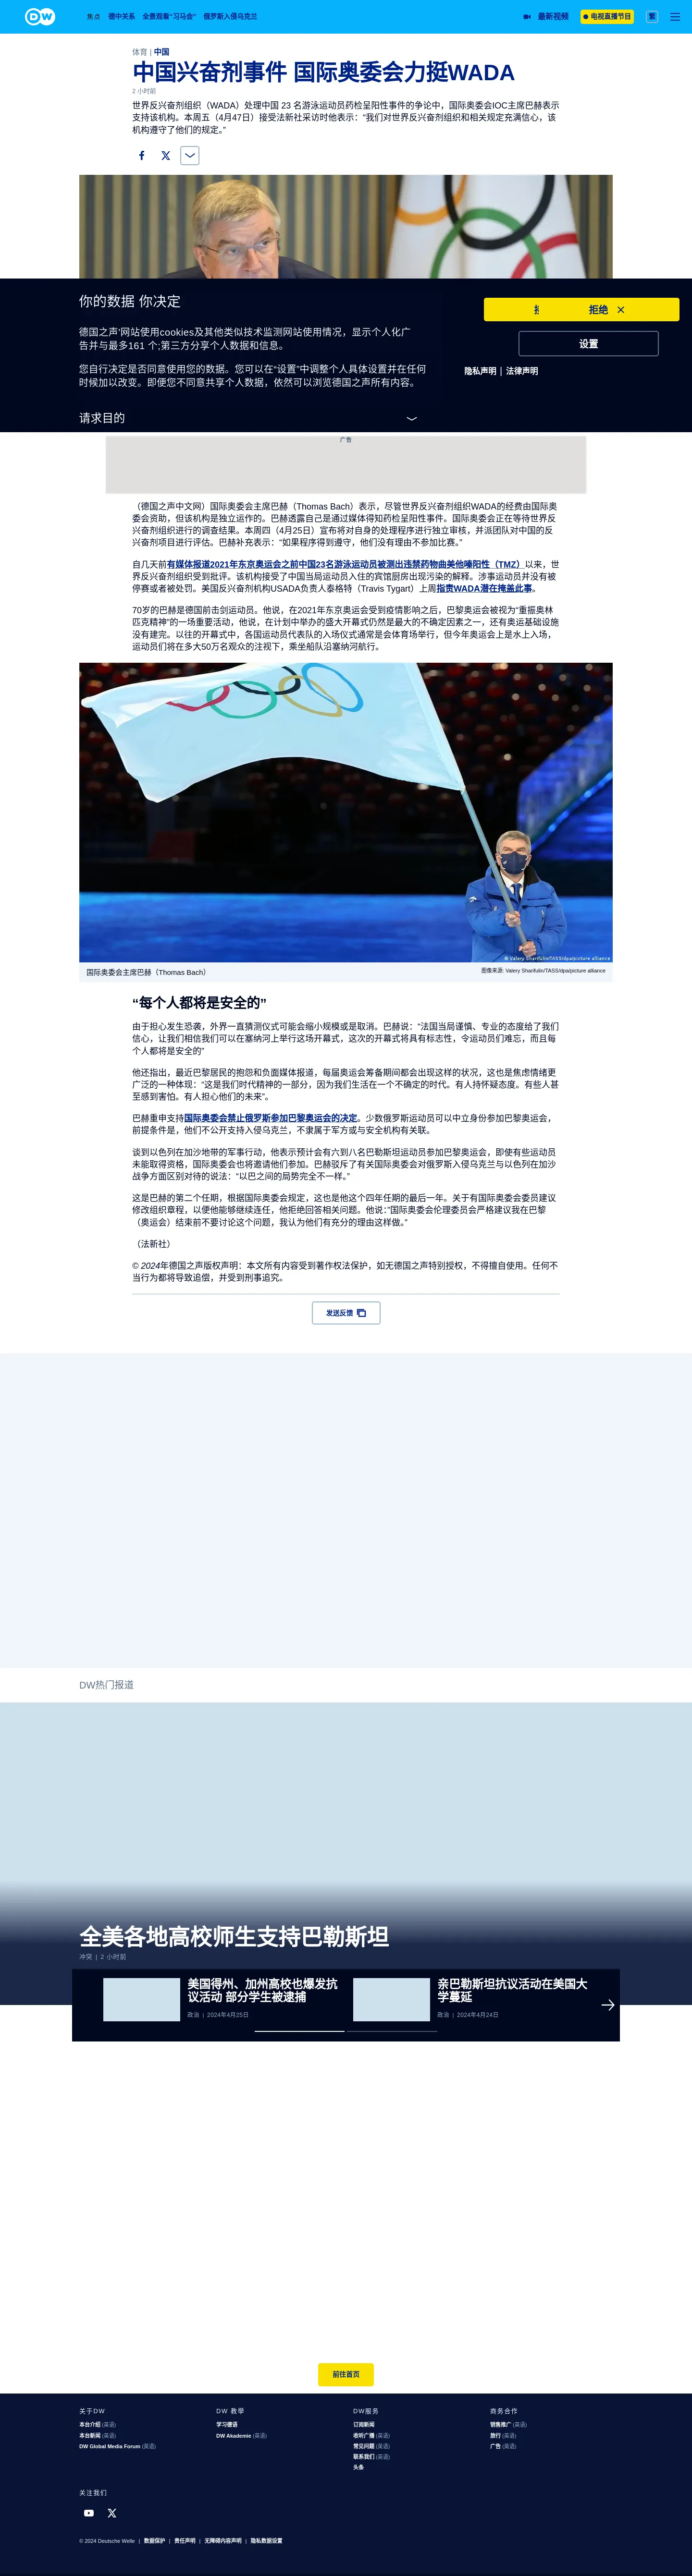 DW
焦点 德中关系 全景观看"习马会" 俄罗斯入侵乌克兰 最新视频 电视直播节目 繁
体育 | 中国
中国兴奋剂事件 国际奥委会力挺WADA
2 小时前
世界反兴奋剂组织（WADA）处理中国 23 名游泳运动员药检呈阳性事件的争论中，国际奥委会IOC主席巴赫表示
支持该机构。本周五（4月47日）接受法新社采访时他表示：“我们对世界反兴奋剂组织和相关规定充满信心，该
机构遵守了他们的规定。”
你的数据 你决定
拒绝
德国之声'网站使用cookies及其他类似技术监测网站使用情况，显示个人化广
告并与最多161 个;第三方分享个人数据和信息。
设置
您自行决定是否同意使用您的数据。您可以在“设置”中调整个人具体设置并在任何
时候加以改变。即便您不同意共享个人数据，依然可以浏览德国之声所有内容。
隐私声明 | 法律声明
请求目的
广告
（德国之声中文网）国际奥委会主席巴赫（Thomas Bach）表示，尽管世界反兴奋剂组织WADA的经费由国际奥
委会资助，但该机构是独立运作的。巴赫透露自己是通过媒体得知药检呈阳性事件。国际奥委会正在等待世界反
兴奋剂组织进行的调查结果。本周四（4月25日）宣布将对自身的处理程序进行独立审核，并派团队对中国的反
兴奋剂项目进行评估。巴赫补充表示：“如果程序得到遵守，他们没有理由不参加比赛。”
自几天前有媒体报道2021年东京奥运会之前中国23名游泳运动员被测出违禁药物曲美他嗪阳性（TMZ）以来，世
界反兴奋剂组织受到批评。该机构接受了中国当局运动员入住的宾馆厨房出现污染的解释。涉事运动员并没有被
停赛或者被处罚。美国反兴奋剂机构USADA负责人泰格特（Travis Tygart）上周指责WADA潜在掩盖此事。
70岁的巴赫是德国前击剑运动员。他说，在2021年东京奥运会受到疫情影响之后，巴黎奥运会被视为“重振奥林
匹克精神”的一场重要活动，他说，在计划中举办的盛大开幕式仍然是最大的不确定因素之一，还有奥运基础设施
没有建完。以往的开幕式中，各国运动员代表队的入场仪式通常是会体育场举行，但今年奥运会上是水上入场，
运动员们将在多大50万名观众的注视下，乘坐船队沿塞纳河航行。
© Valery Sharifulin/TASS/dpa/picture alliance
国际奥委会主席巴赫（Thomas Bach） 图像来源: Valery Sharifulin/TASS/dpa/picture alliance
“每个人都将是安全的”
由于担心发生恐袭，外界一直猜测仪式可能会缩小规模或是取消。巴赫说：“法国当局谨慎、专业的态度给了我们
信心，让我们相信我们可以在塞纳河上举行这场开幕式，这次的开幕式将具有标志性，令运动员们难忘，而且每
个人都将是安全的”
他还指出，最近巴黎居民的抱怨和负面媒体报道，每届奥运会筹备期间都会出现这样的状况，这也是焦虑情绪更
广泛的一种体现：“这是我们时代精神的一部分，因为我们生活在一个不确定的时代。有人持怀疑态度。有些人甚
至感到害怕。有人担心他们的未来”。
巴赫重申支持国际奥委会禁止俄罗斯参加巴黎奥运会的决定。少数俄罗斯运动员可以中立身份参加巴黎奥运会，
前提条件是，他们不公开支持入侵乌克兰，不隶属于军方或与安全机构有关联。
谈到以色列在加沙地带的军事行动，他表示预计会有六到八名巴勒斯坦运动员参加巴黎奥运会，即使有些运动员
未能取得资格，国际奥委会也将邀请他们参加。巴赫驳斥了有关国际奥委会对俄罗斯入侵乌克兰与以色列在加沙
战争方面区别对待的说法：“以巴之间的局势完全不一样。”
这是巴赫的第二个任期，根据国际奥委会规定，这也是他这个四年任期的最后一年。关于有国际奥委会委员建议
修改组织章程，以便他能够继续连任，他拒绝回答相关问题。他说：“国际奥委会伦理委员会严格建议我在巴黎
（奥运会）结束前不要讨论这个问题，我认为他们有充分的理由这样做。”
（法新社）
© 2024年德国之声版权声明：本文所有内容受到著作权法保护，如无德国之声特别授权，不得擅自使用。任何不
当行为都将导致追偿，并受到刑事追究。
发送反馈
DW热门报道
全美各地高校师生支持巴勒斯坦
冲突 | 2 小时前
美国得州、加州高校也爆发抗
议活动 部分学生被逮捕
政治 | 2024年4月25日
亲巴勒斯坦抗议活动在美国大
学蔓延
政治 | 2024年4月24日
前往首页
关于DW
本台介绍 (英语)
本台新闻 (英语)
DW Global Media Forum (英语)
DW 教學
学习德语
DW Akademie (英语)
DW服务
订阅新闻
收听广播 (英语)
常见问题 (英语)
联系我们 (英语)
头条
商务合作
销售推广 (英语)
旅行 (英语)
广告 (英语)
关注我们
© 2024 Deutsche Welle | 数据保护 | 责任声明 | 无障碍内容声明 | 隐私数据设置